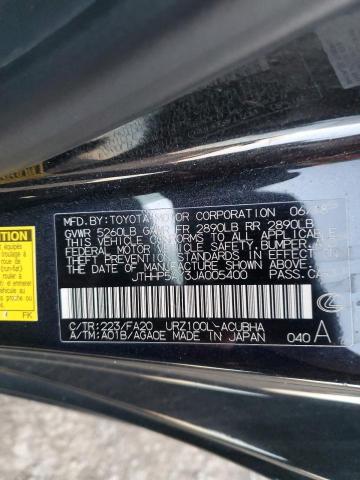 MFD.BY:TOYOTA MOTOR CORPORATION
GVWR 5260LB GAWR FR 2890LB RR 2890LB
THIS VEHICLE CONFORMS TO ALL APPLICABLE
FEDERAL MOTOR VEHICLE SAFETY, BUMPER, AND
THEFT PREVENTION STANDARDS IN EFFECT ON
THE DATE OF MANUFACTURE SHOWN ABOVE.
PASS.CAR
C/TR:223/FA20 URZ100L-ACUBHA
A/TM:A01B/AGACE MADE IN JAPAN
040 A
FK